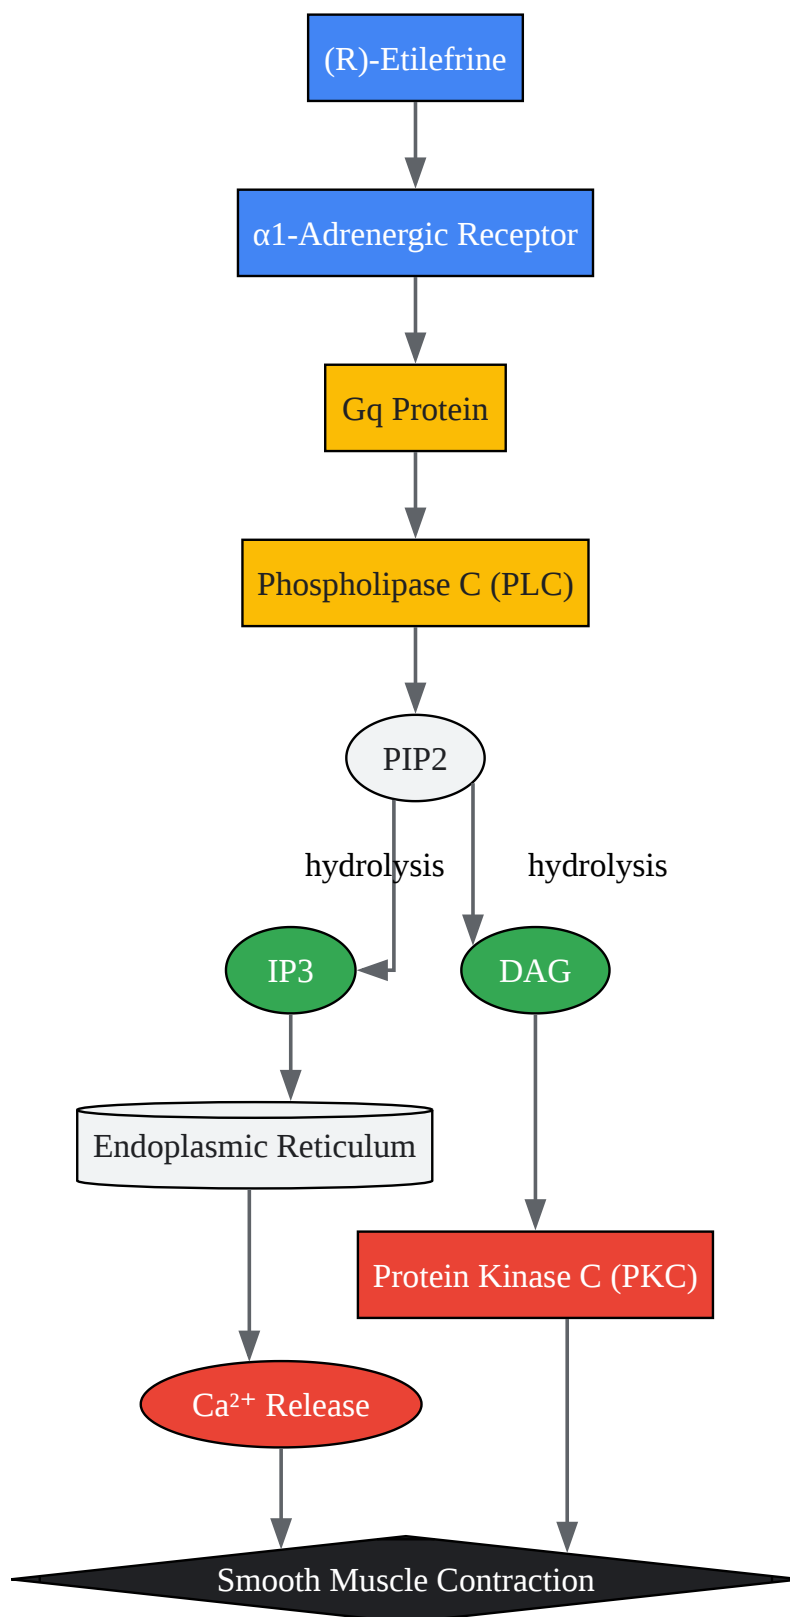 (R)-Etilefrine
α1-Adrenergic Receptor
Gq Protein
Phospholipase C (PLC)
PIP2
hydrolysis
hydrolysis
IP3
DAG
Endoplasmic Reticulum
Protein Kinase C (PKC)
Ca²⁺ Release
Smooth Muscle Contraction